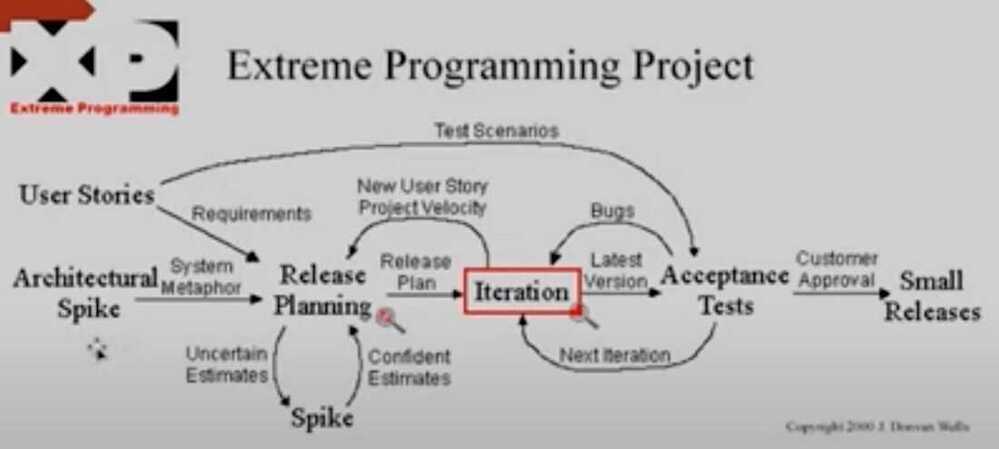 XP
Extreme Programming
Extreme Programming Project
Test Scenarios
User Stories
New User Story
Project Velocity
Requirements
Bugs
Architectural
Spike
System
Metaphor
Release
Planning
Release
Plan
Iteration
Latest
Version
Acceptance
Tests
Customer
Approval
Small
Releases
Uncertain
Estimates
Confident
Estimates
Next Iteration
Spike
Copyright 2000 J. Donvan Wells